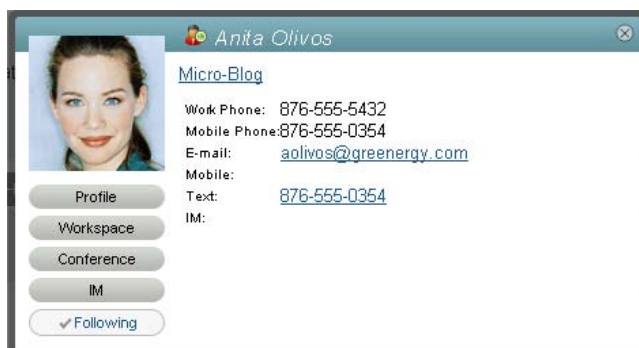 Anita Olivos
Micro-Blog
Work Phone: 876-555-5432
Mobile Phone:876-555-0354
E-mail: aolivos@greenergy.com
Mobile:
Text: 876-555-0354
IM:
Profile
Workspace
Conference
IM
Following